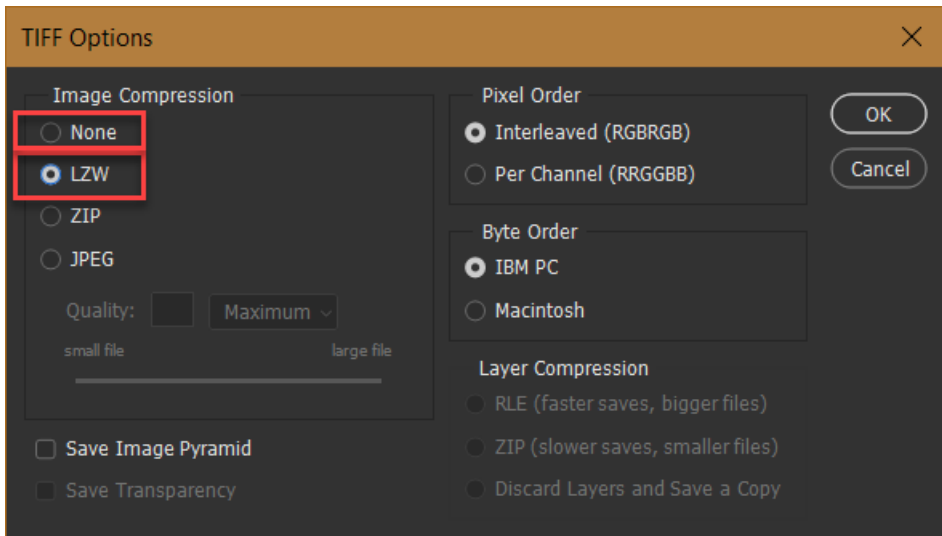 TIFF Options
Image Compression
None
LZW
ZIP
JPEG
Quality: Maximum
small file large file
Save Image Pyramid
Save Transparency
Pixel Order
Interleaved (RGBRGB)
Per Channel (RRGGBB)
Byte Order
IBM PC
Macintosh
Layer Compression
RLE (faster saves, bigger files)
ZIP (slower saves, smaller files)
Discard Layers and Save a Copy
OK
Cancel